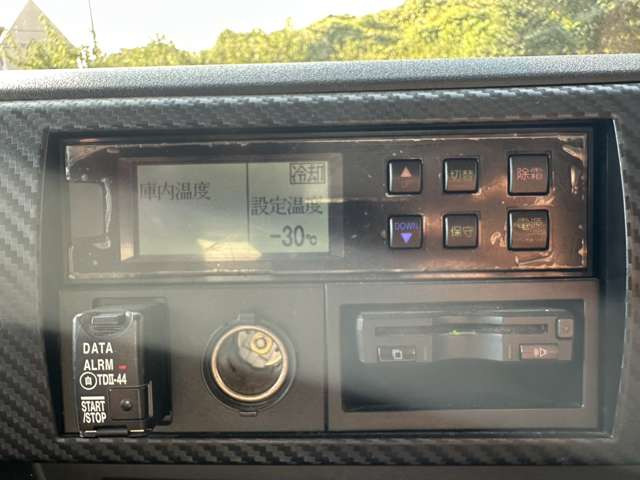 冷却
庫内温度
設定温度
-30℃
切替
除霜
DOWN
保守
DATA
ALRM
TDII-44
START
/STOP